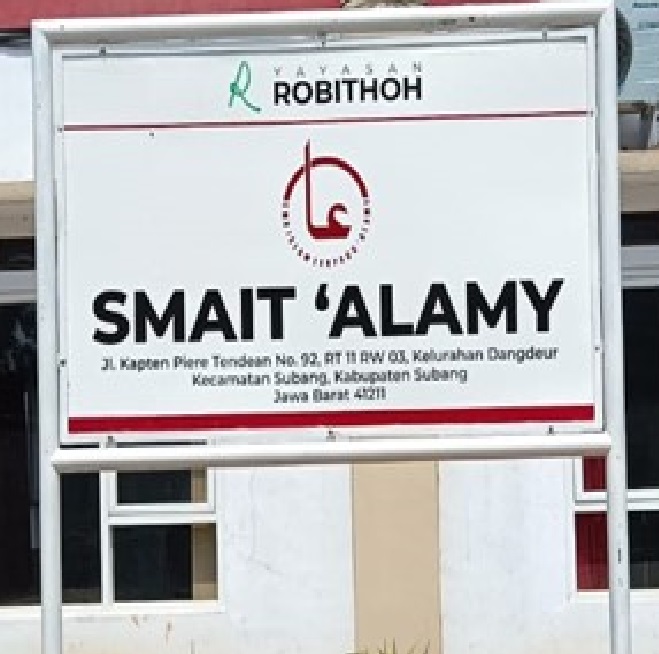 YAYASAN
ROBITHOH
SMAIT ‘ALAMY
Jl. Kapten Piere Tendean No. 92, RT 11 RW 03, Kelurahan Dangdeur
Kecamatan Subang, Kabupaten Subang
Jawa Barat 41211